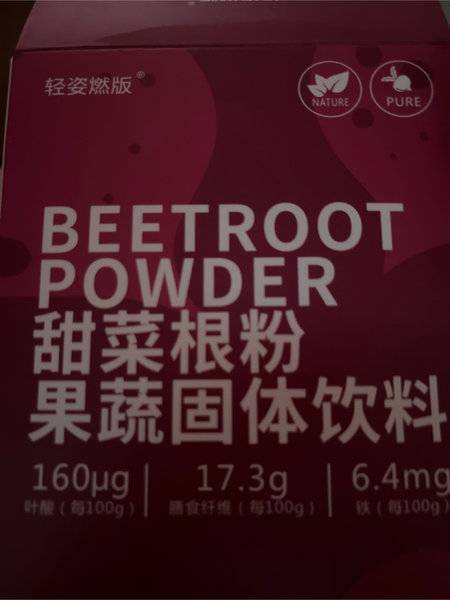 轻姿燃版®
NATURE
PURE
BEETROOT
POWDER
甜菜根粉
果蔬固体饮料
160μg
17.3g
6.4mg
叶酸（每100g）
膳食纤维（每100g）
铁（每100g）